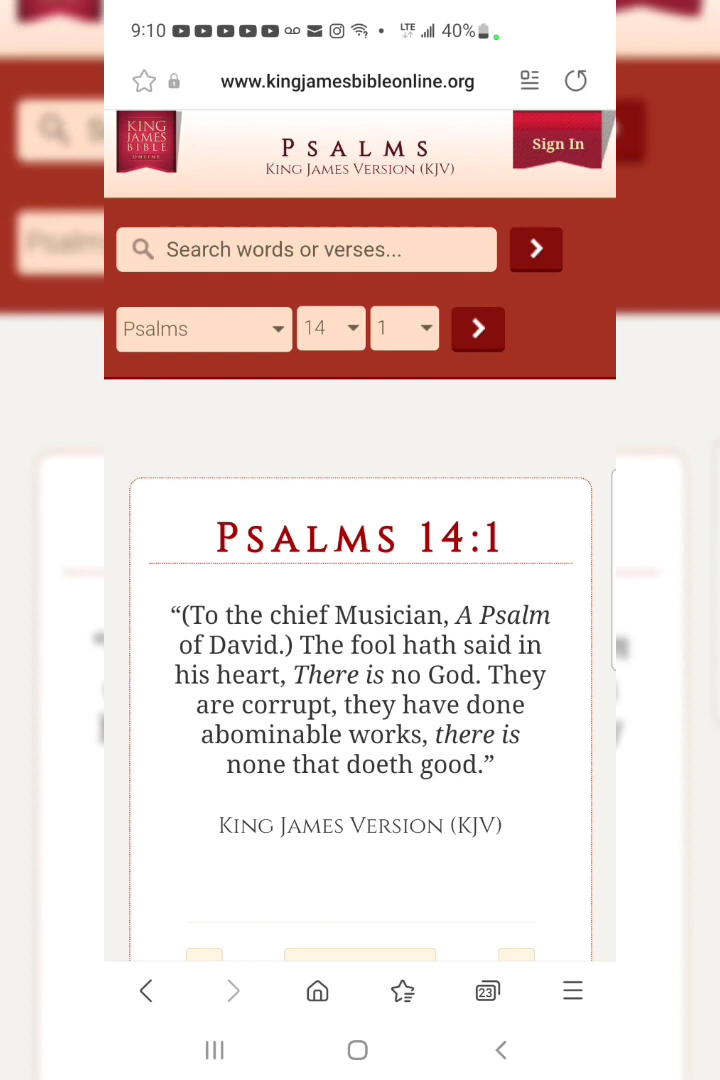 9:10 LTE 40%
www.kingjamesbibleonline.org
KING
JAMES
BIBLE
ONLINE
PSALMS
KING JAMES VERSION (KJV)
Sign In
Search words or verses...
Psalms 14 1
PSALMS 14:1
“(To the chief Musician, A Psalm
of David.) The fool hath said in
his heart, There is no God. They
are corrupt, they have done
abominable works, there is
none that doeth good.”
KING JAMES VERSION (KJV)
23